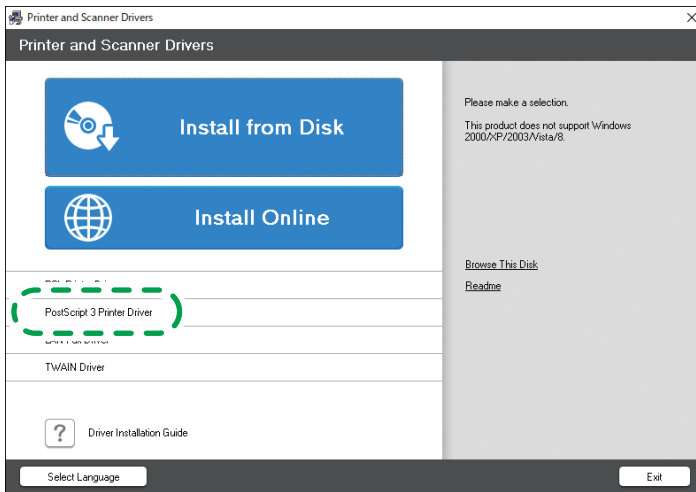 Printer and Scanner Drivers
Printer and Scanner Drivers
Install from Disk
Install Online
PostScript 3 Printer Driver
TWAIN Driver
? Driver Installation Guide
Please make a selection.
This product does not support Windows
2000/XP/2003/Vista/8.
Browse This Disk
Readme
Select Language
Exit